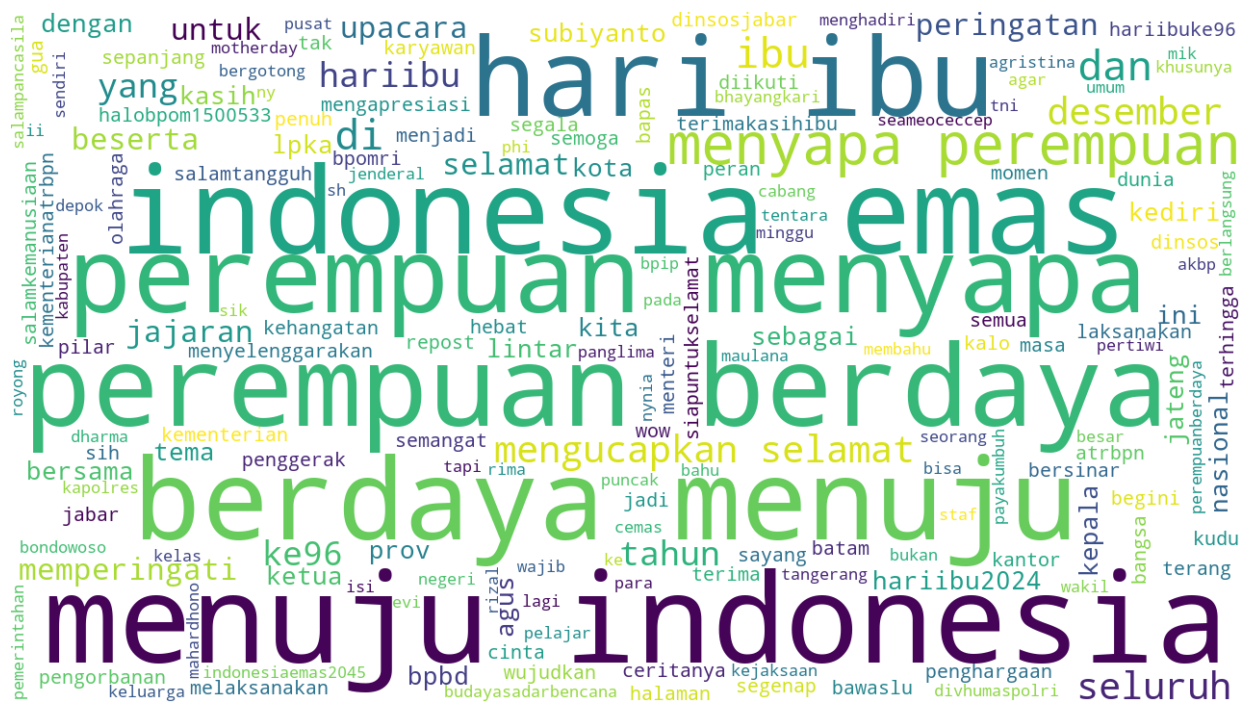 dengan untuk upacara pusat dinsosjabar menghadiri peringatan hariibuke96
salampancasila gua sendiri sepanjang motherday tak karyawan subiyanto hari ibu ibu agristina dan mik khusunya
yang bergotong hariibu diikuti agar umum
kasih ny mengapresiasi bapas bhayangkari tni desember
halobpom1500533 penuh di segala terimakasihibu seameoceccep
ii beserta lpka menjadi phi semoga menyapa perempuan
olahraga bpomri selamat kota peran momen dunia
salamtangguh sh jenderal cabang
salamkemanusiaan kementerianatrbpn depok indonesia emas tentara kediri berlangsung
kabupaten minggu dinsos
perempuan menyapa bpip akbp
sik pada
pilar jajaran kehangatan hebat kita siapuntukselamat sebagai semua laksanakan ini terhingga
menyelenggarakan repost lintar panglima menteri maulana membahu kalo masa pertiwi
royong perempuan berdaya nynia jateng
dharma kementerian semangat wow seorang besar perempuanberdaya nasional
sih tema mengucapkan selamat atrbpn
bersama penggerak tapi rima bahu bisa bersinar
kapolres berdaya menuju puncak payakumbuh begini
jabar jadi staf kepala bangsa
cemas kudu
bondowoso kelas ke96 prov tahun sayang batam bukan kantor
memperingati ketua ke terima tangerang hariibu2024 wakil terang
isi negeri wajib para
pemerintahan mahardhono menuju indonesia evi rizal agus lagi
pelajar
cinta
pengorbanan indonesiaemas2045 bpbd wujudkan ceritanya kejaksaan penghargaan seluruh
keluarga melaksanakan budayasadarbencana halaman segenap bawaslu divhumaspolri